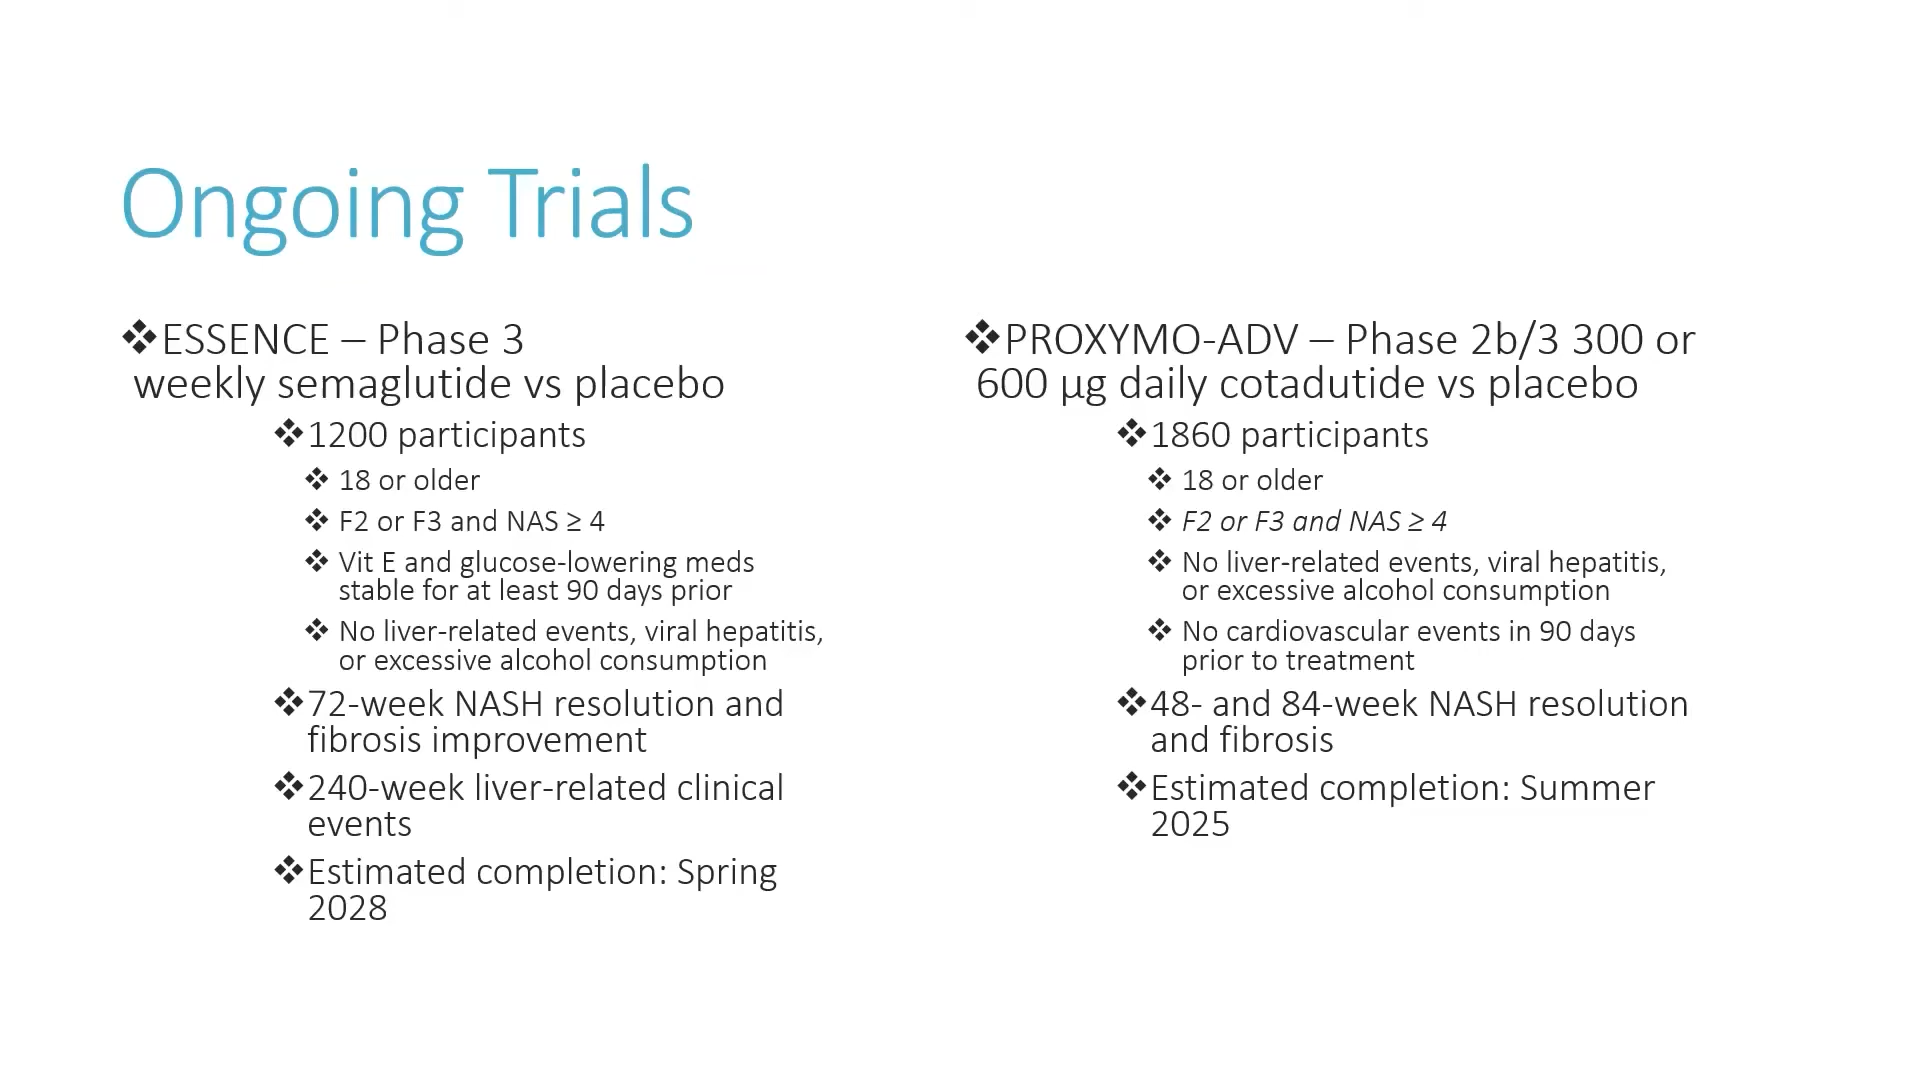 Ongoing Trials
❖ESSENCE – Phase 3
weekly semaglutide vs placebo
❖1200 participants
❖ 18 or older
❖ F2 or F3 and NAS ≥ 4
❖ Vit E and glucose-lowering meds
stable for at least 90 days prior
❖ No liver-related events, viral hepatitis,
or excessive alcohol consumption
❖72-week NASH resolution and
fibrosis improvement
❖240-week liver-related clinical
events
❖Estimated completion: Spring
2028
❖PROXYMO-ADV – Phase 2b/3 300 or
600 µg daily cotadutide vs placebo
❖1860 participants
❖ 18 or older
❖ F2 or F3 and NAS ≥ 4
❖ No liver-related events, viral hepatitis,
or excessive alcohol consumption
❖ No cardiovascular events in 90 days
prior to treatment
❖48- and 84-week NASH resolution
and fibrosis
❖Estimated completion: Summer
2025